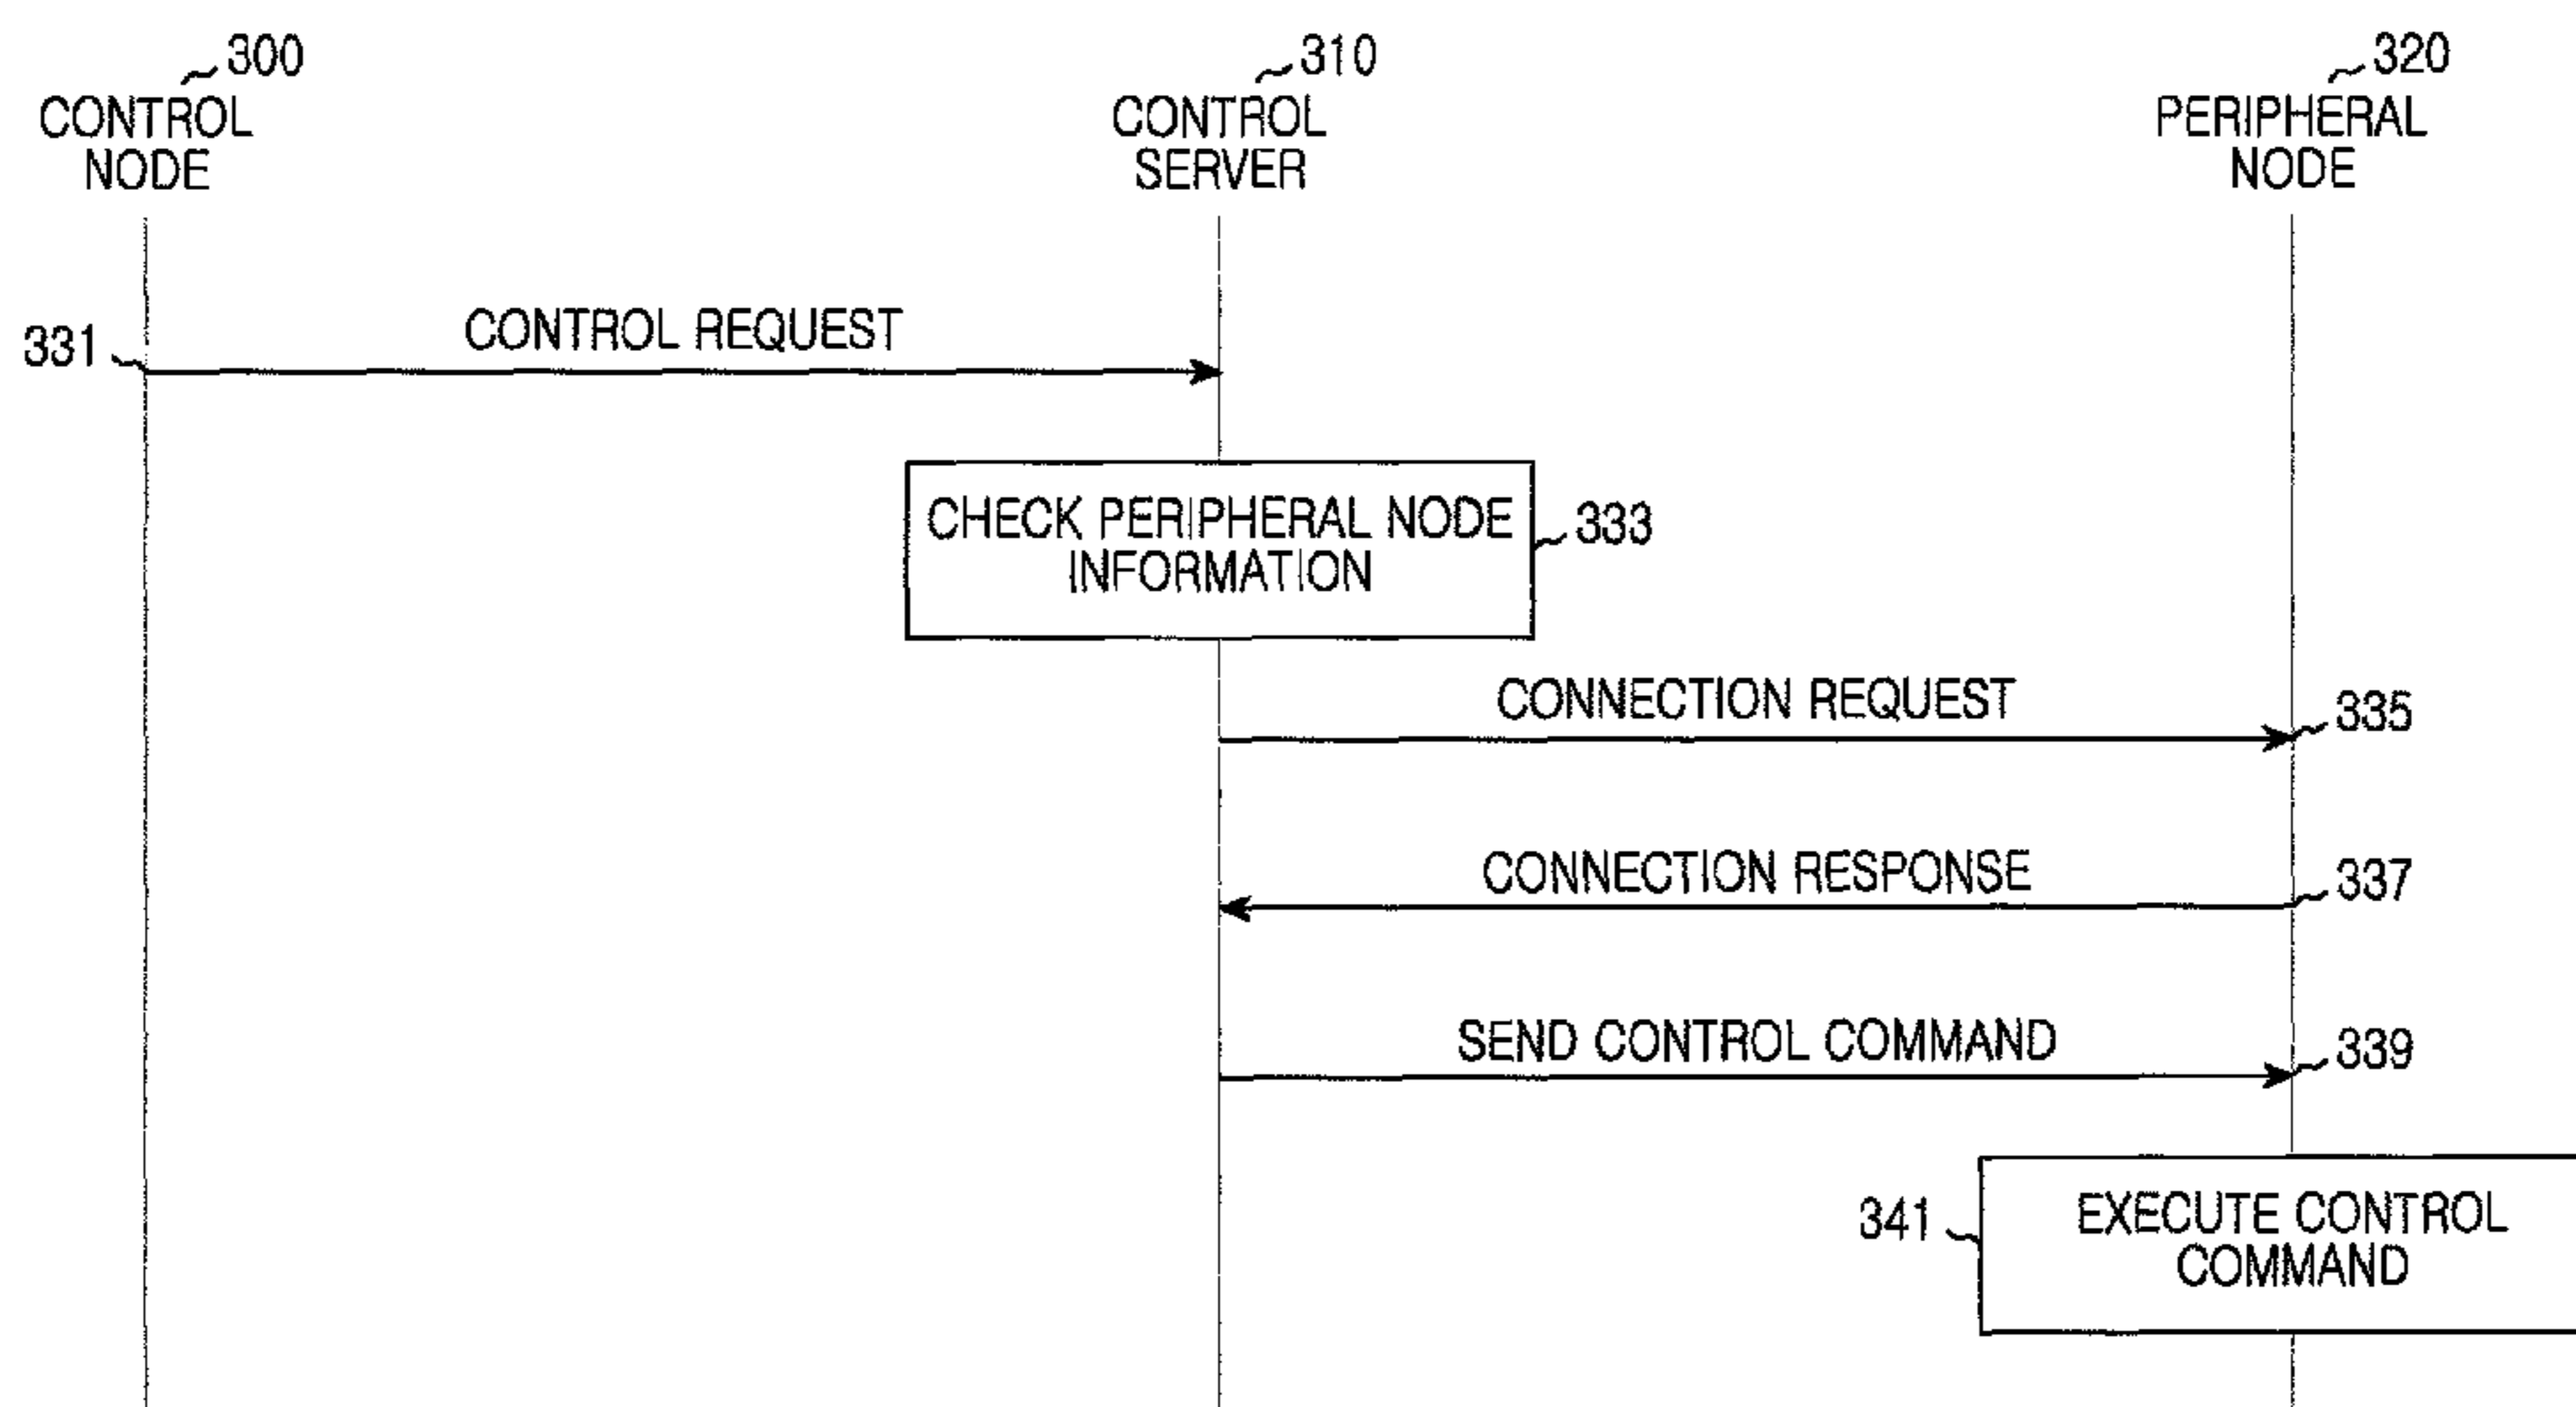 300
CONTROL
NODE
310
CONTROL
SERVER
320
PERIPHERAL
NODE
331
CONTROL REQUEST
CHECK PERIPHERAL NODE
INFORMATION
333
CONNECTION REQUEST
335
CONNECTION RESPONSE
337
SEND CONTROL COMMAND
339
341
EXECUTE CONTROL
COMMAND